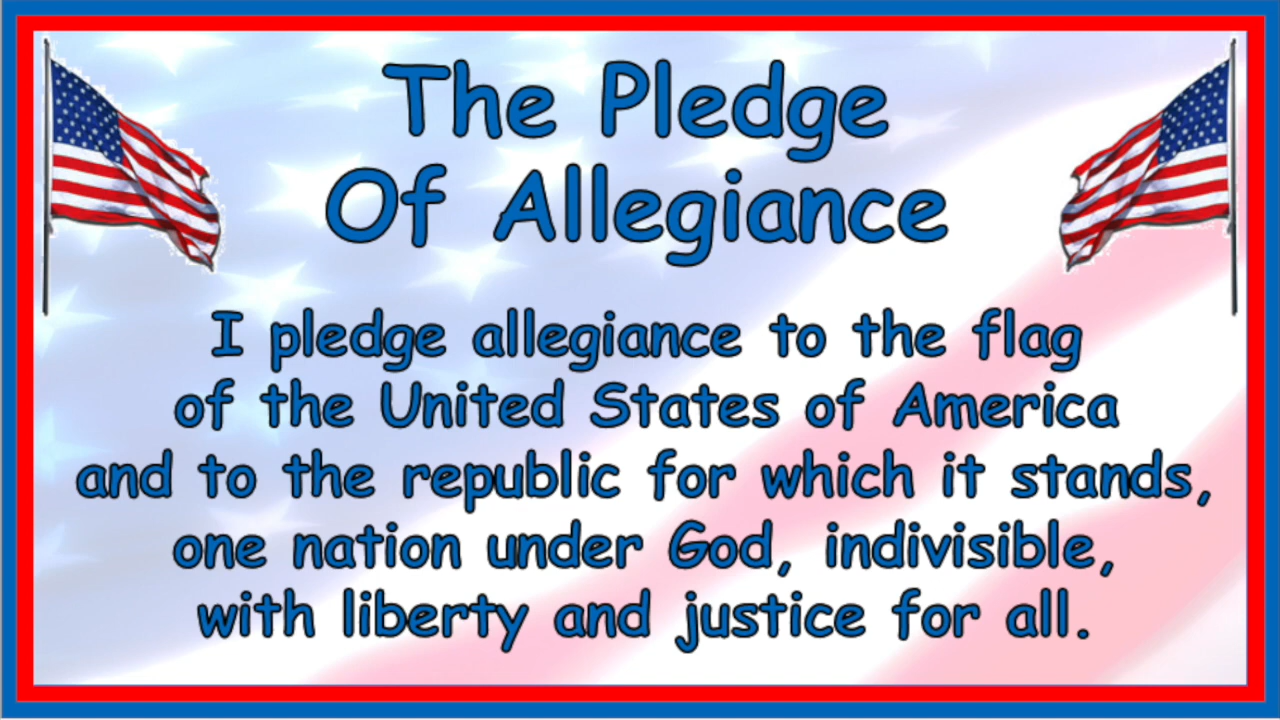 The Pledge
Of Allegiance
I pledge allegiance to the flag
of the United States of America
and to the republic for which it stands,
one nation under God, indivisible,
with liberty and justice for all.